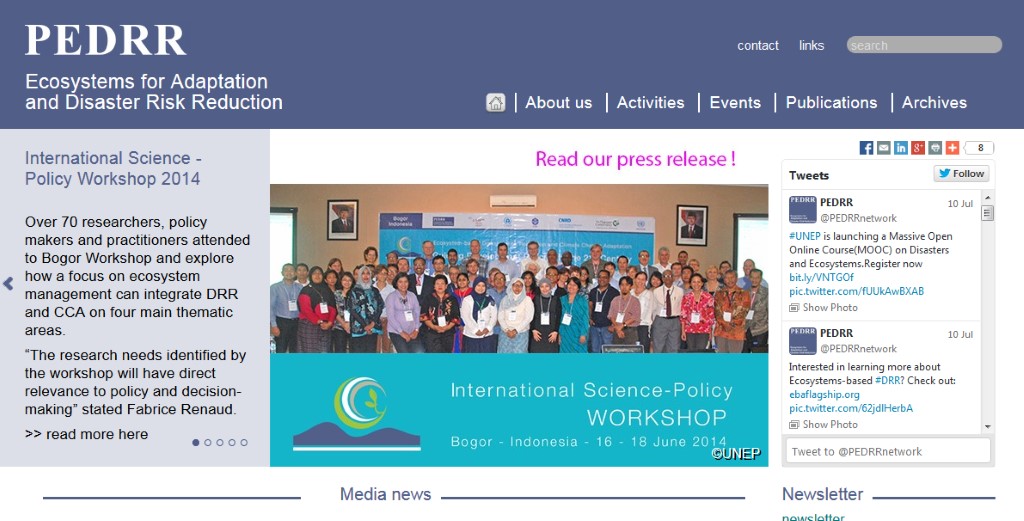 PEDRR
Ecosystems for Adaptation
and Disaster Risk Reduction
contact
links
search
About us
Activities
Events
Publications
Archives
International Science -
Policy Workshop 2014
Over 70 researchers, policy
makers and practitioners attended
to Bogor Workshop and explore
how a focus on ecosystem
management can integrate DRR
and CCA on four main thematic
areas.
“The research needs identified by
the workshop will have direct
relevance to policy and decision-
making” stated Fabrice Renaud.
>> read more here
Read our press release !
Bogor
Indonesia
International Science-Policy
WORKSHOP
Bogor - Indonesia - 16 - 18 June 2014
©UNEP
8
Tweets
Follow
PEDRR
PEDRR
10 Jul
@PEDRRnetwork
#UNEP is launching a Massive Open
Online Course(MOOC) on Disasters
and Ecosystems.Register now
bit.ly/VNTGOf
pic.twitter.com/fUUkAwBXAB
Show Photo
PEDRR
PEDRR
10 Jul
@PEDRRnetwork
Interested in learning more about
Ecosystems-based #DRR? Check out:
ebaflagship.org
pic.twitter.com/62jdlHerbA
Show Photo
Tweet to @PEDRRnetwork
Media news
Newsletter
newsletter